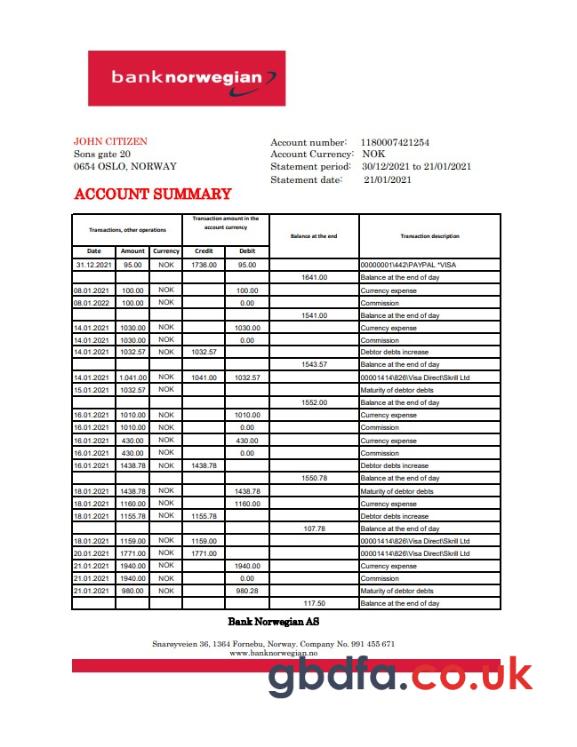 banknorwegian
JOHN CITIZEN
Sons gate 20
0654 OSLO, NORWAY
Account number: 1180007421254
Account Currency: NOK
Statement period: 30/12/2021 to 21/01/2021
Statement date: 21/01/2021
ACCOUNT SUMMARY
Transactions, other operations Transaction amount in the account currency Balance at the end Transaction description
Date Amount Currency Credit Debit
31.12.2021 95.00 NOK 1736.00 95.00 00000001\442\PAYPAL *VISA
1641.00 Balance at the end of day
08.01.2021 100.00 NOK 100.00 Currency expense
08.01.2022 100.00 NOK 0.00 Commission
1541.00 Balance at the end of day
14.01.2021 1030.00 NOK 1030.00 Currency expense
14.01.2021 1030.00 NOK 0.00 Commission
14.01.2021 1032.57 NOK 1032.57 Debtor debts increase
1543.57 Balance at the end of day
14.01.2021 1.041.00 NOK 1041.00 1032.57 00001414\826\Visa Direct\Skrill Ltd
15.01.2021 1032.57 NOK Maturity of debtor debts
1552.00 Balance at the end of day
16.01.2021 1010.00 NOK 1010.00 Currency expense
16.01.2021 1010.00 NOK 0.00 Commission
16.01.2021 430.00 NOK 430.00 Currency expense
16.01.2021 430.00 NOK 0.00 Commission
16.01.2021 1438.78 NOK 1438.78 Debtor debts increase
1550.78 Balance at the end of day
18.01.2021 1438.78 NOK 1438.78 Maturity of debtor debts
18.01.2021 1160.00 NOK 1160.00 Currency expense
18.01.2021 1155.78 NOK 1155.78 Debtor debts increase
107.78 Balance at the end of day
18.01.2021 1159.00 NOK 1159.00 00001414\826\Visa Direct\Skrill Ltd
20.01.2021 1771.00 NOK 1771.00 00001414\826\Visa Direct\Skrill Ltd
21.01.2021 1940.00 NOK 1940.00 Currency expense
21.01.2021 1940.00 NOK 0.00 Commission
21.01.2021 980.00 NOK 980.28 Maturity of debtor debts
117.50 Balance at the end of day
Bank Norwegian AS
Snarøyveien 36, 1364 Fornebu, Norway. Company No. 991 455 671
www.banknorwegian.no
gbdfa.co.uk